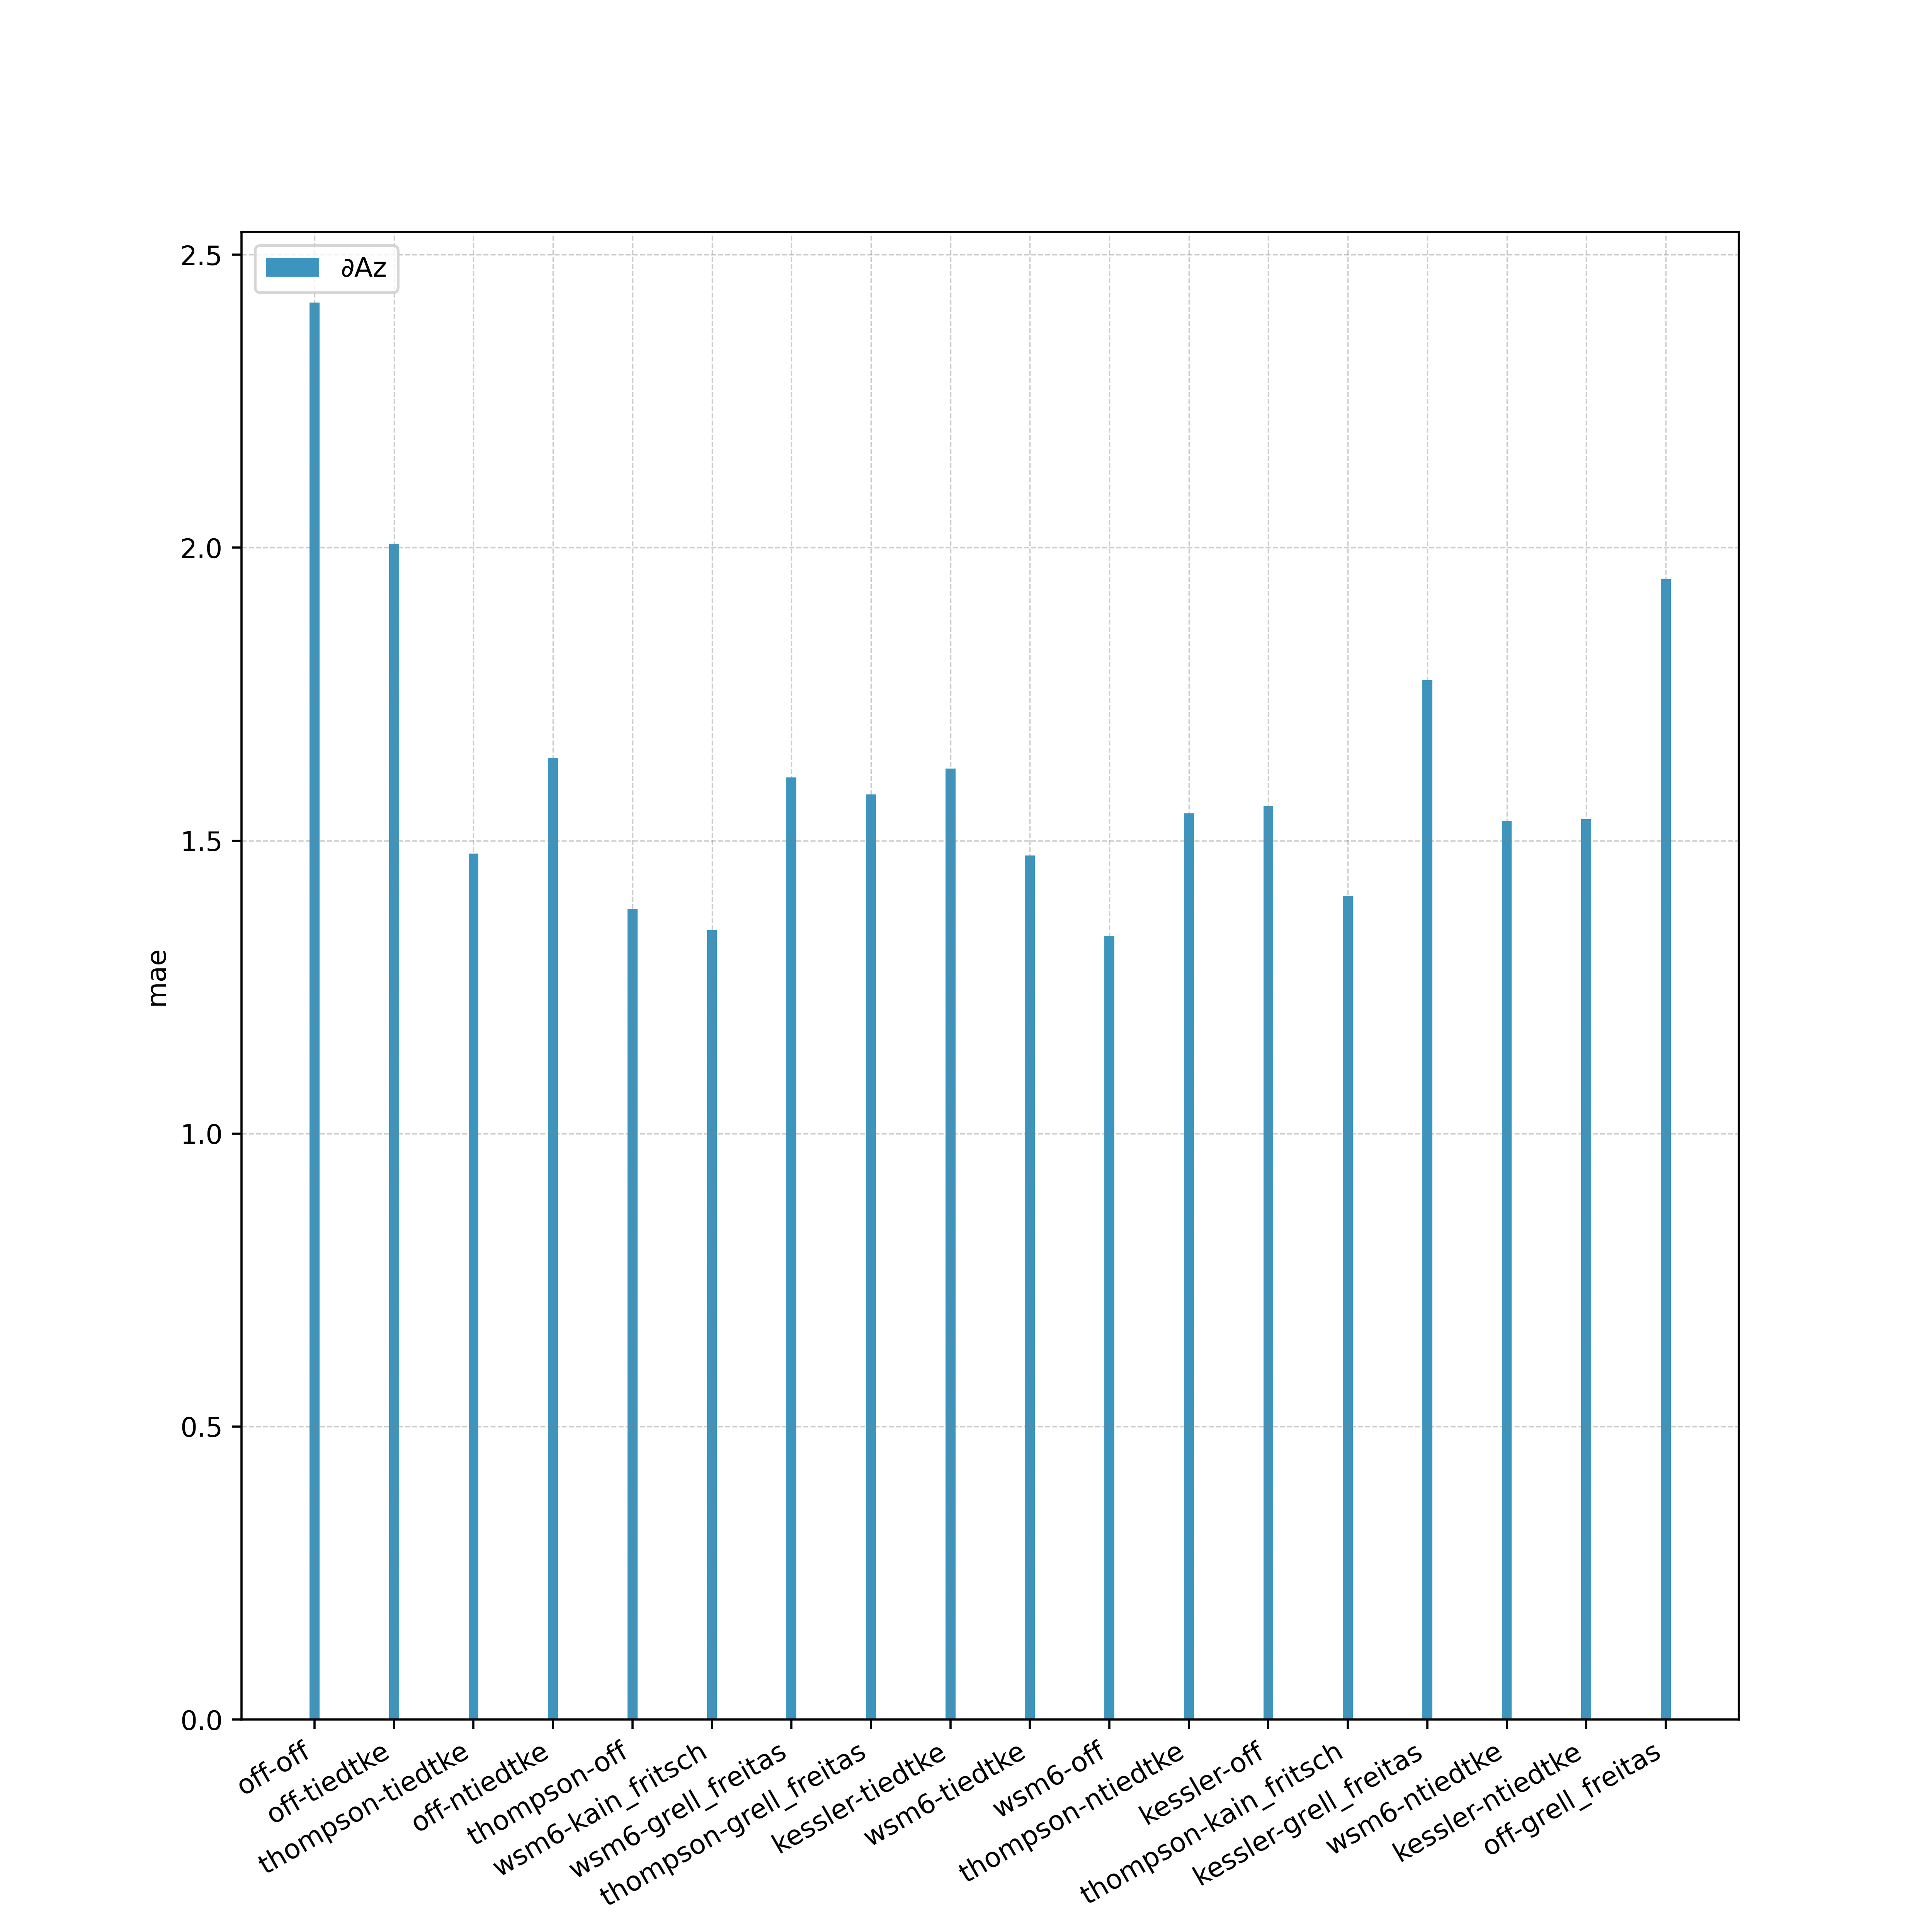 2.5
∂Az
2.0
1.5
mae
1.0
0.5
0.0
off-off
off-tiedtke
thompson-tiedtke
off-ntiedtke
thompson-off
wsm6-kain_fritsch
wsm6-grell_freitas
thompson-grell_freitas
kessler-tiedtke
wsm6-tiedtke
wsm6-off
thompson-ntiedtke
kessler-off
thompson-kain_fritsch
kessler-grell_freitas
wsm6-ntiedtke
kessler-ntiedtke
off-grell_freitas